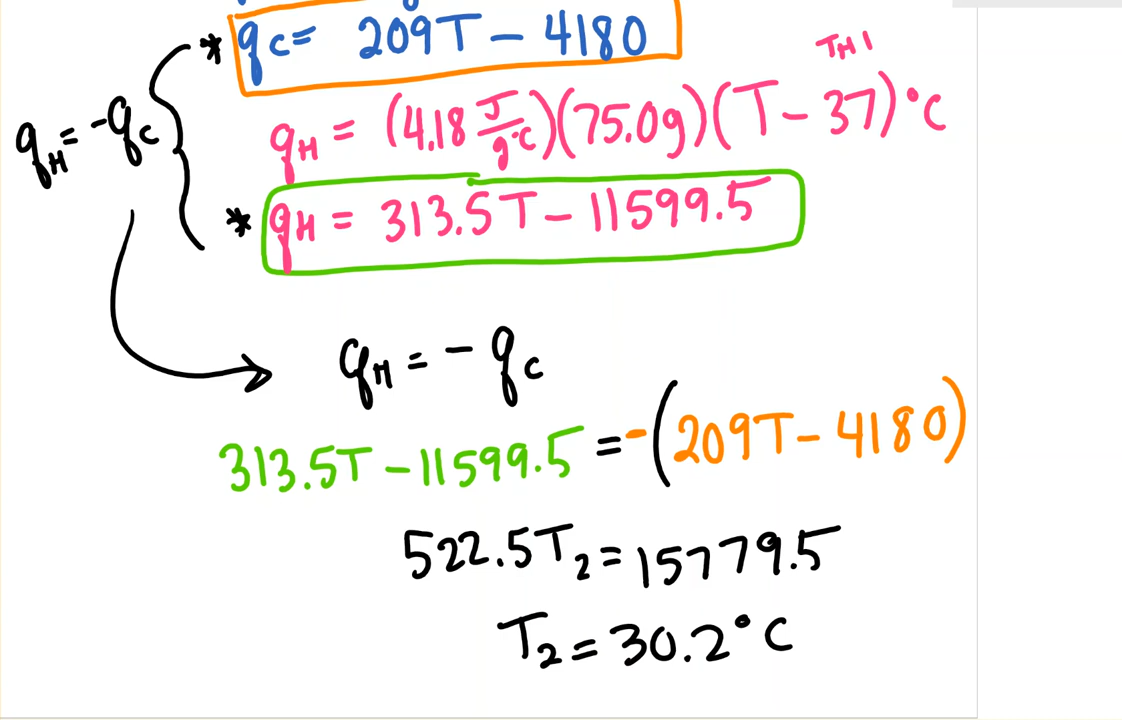 * qc = 209T - 4180
TH1
qH = -qc
qH = (4.18 J/g°C)(75.0g)(T - 37)°C
* qH = 313.5T - 11599.5
qH = - qc
313.5T - 11599.5 = -(209T - 4180)
522.5T₂ = 15779.5
T₂ = 30.2°C